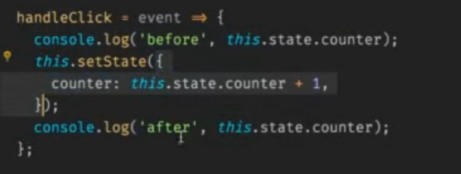 handleClick = event => {
console.log('before', this.state.counter);
this.setState({
counter: this.state.counter + 1,
});
console.log('after', this.state.counter);
};